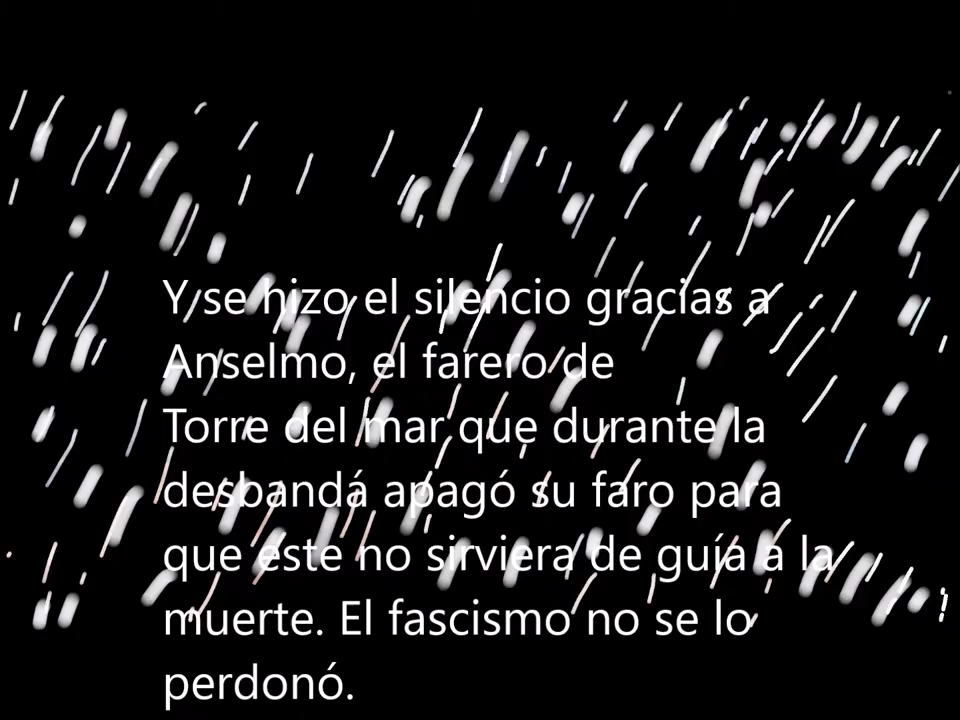 Y se hizo el silencio gracias a
Anselmo, el farero de
Torre del mar que durante la
desbandá apagó su faro para
que este no sirviera de guía a la
muerte. El fascismo no se lo
perdonó.